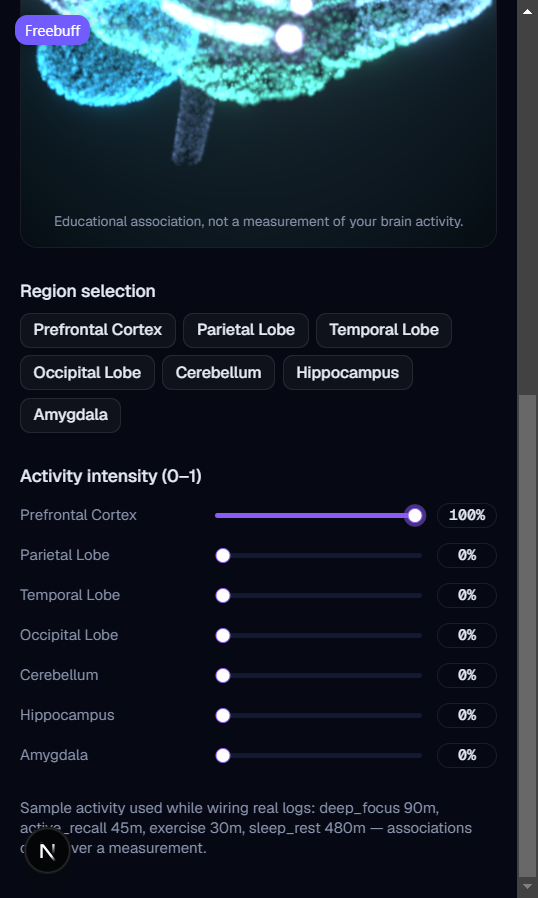 Freebuff
Educational association, not a measurement of your brain activity.
Region selection
Prefrontal Cortex
Parietal Lobe
Temporal Lobe
Occipital Lobe
Cerebellum
Hippocampus
Amygdala
Activity intensity (0–1)
Prefrontal Cortex 100%
Parietal Lobe 0%
Temporal Lobe 0%
Occipital Lobe 0%
Cerebellum 0%
Hippocampus 0%
Amygdala 0%
Sample activity used while wiring real logs: deep_focus 90m,
active_recall 45m, exercise 30m, sleep_rest 480m — associations
ver a measurement.
N